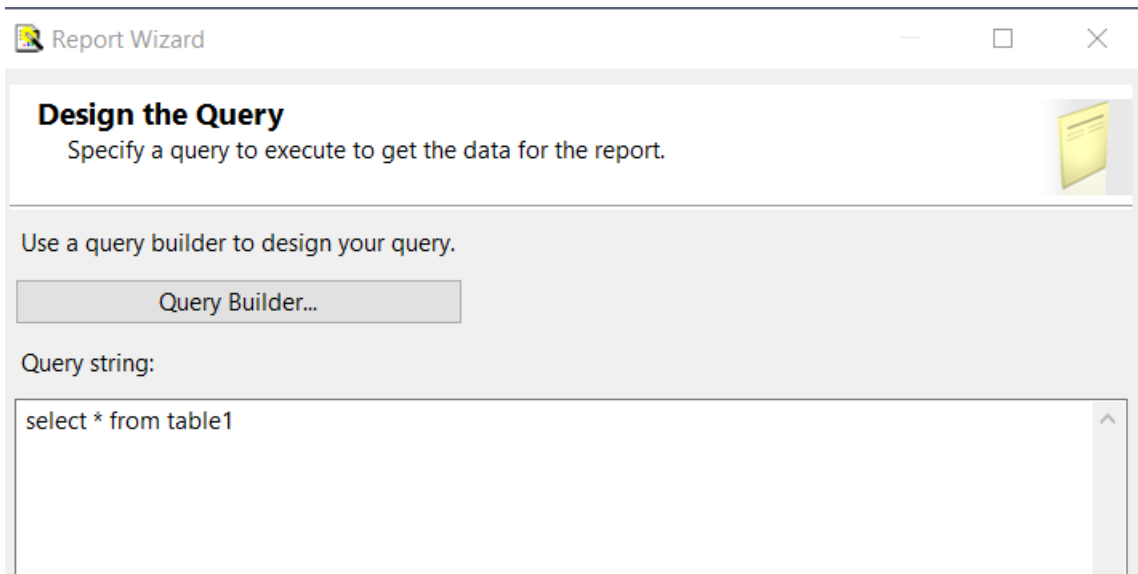 Report Wizard
Design the Query
Specify a query to execute to get the data for the report.
Use a query builder to design your query.
Query Builder...
Query string:
select * from table1